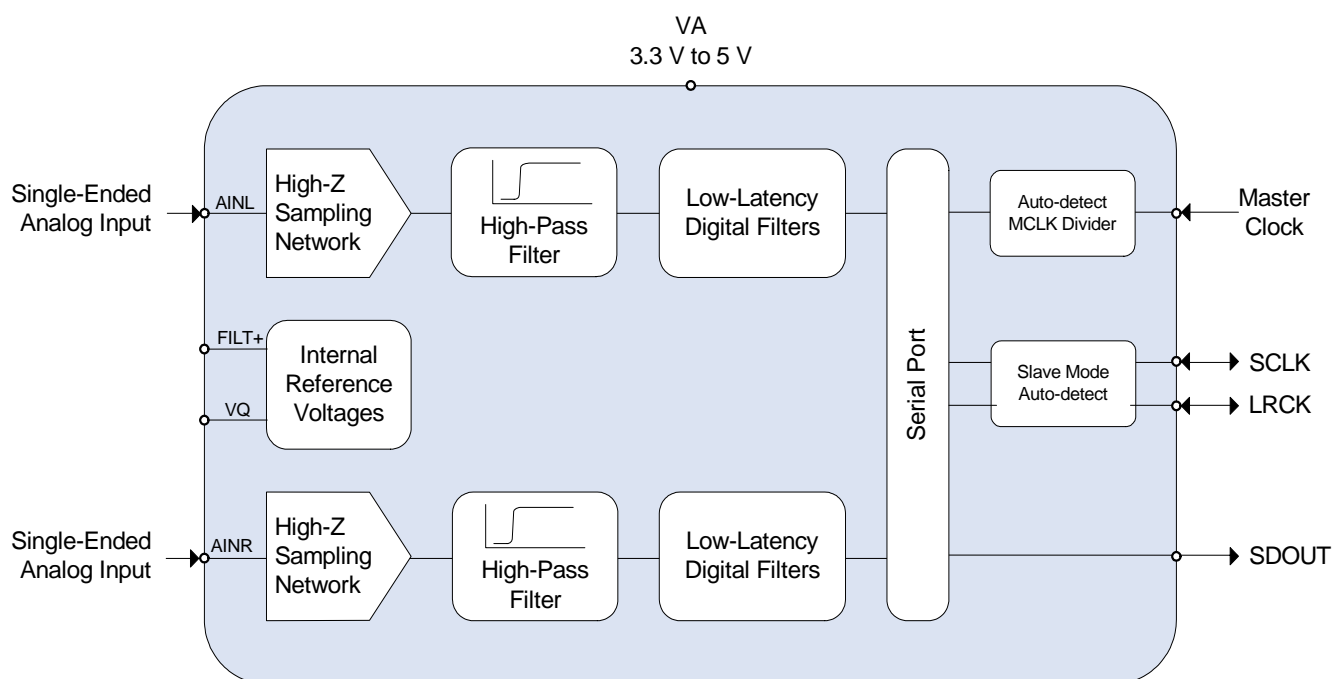 VA
3.3 V to 5 V
Single-Ended
Analog Input
AINL
High-Z
Sampling
Network
High-Pass
Filter
Low-Latency
Digital Filters
Auto-detect
MCLK Divider
Master
Clock
FILT+
VQ
Internal
Reference
Voltages
Serial Port
Slave Mode
Auto-detect
SCLK
LRCK
Single-Ended
Analog Input
AINR
High-Z
Sampling
Network
High-Pass
Filter
Low-Latency
Digital Filters
SDOUT